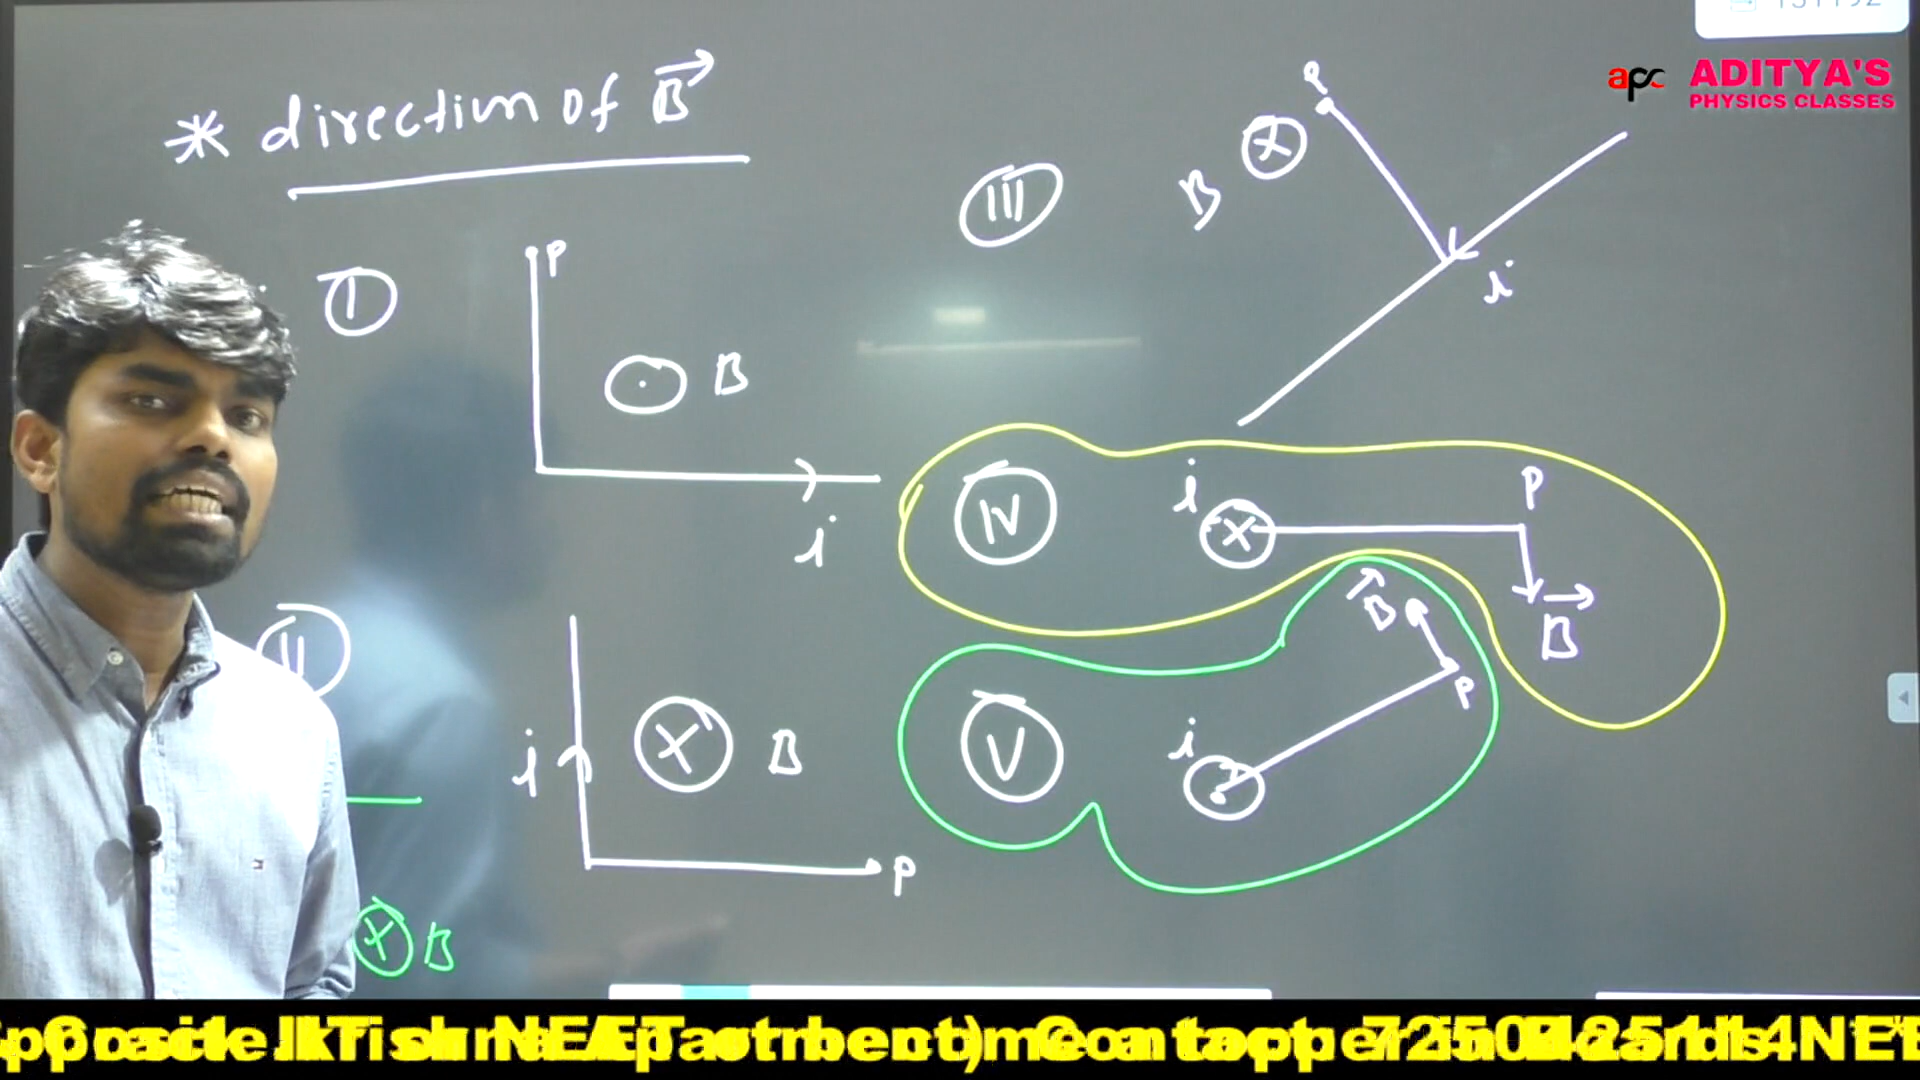 * direction of B
I
P
B
i
II
i
B
P
B
III
P
B
i
IV
i
P
B
V
i
B
P
apc ADITYA'S
PHYSICS CLASSES